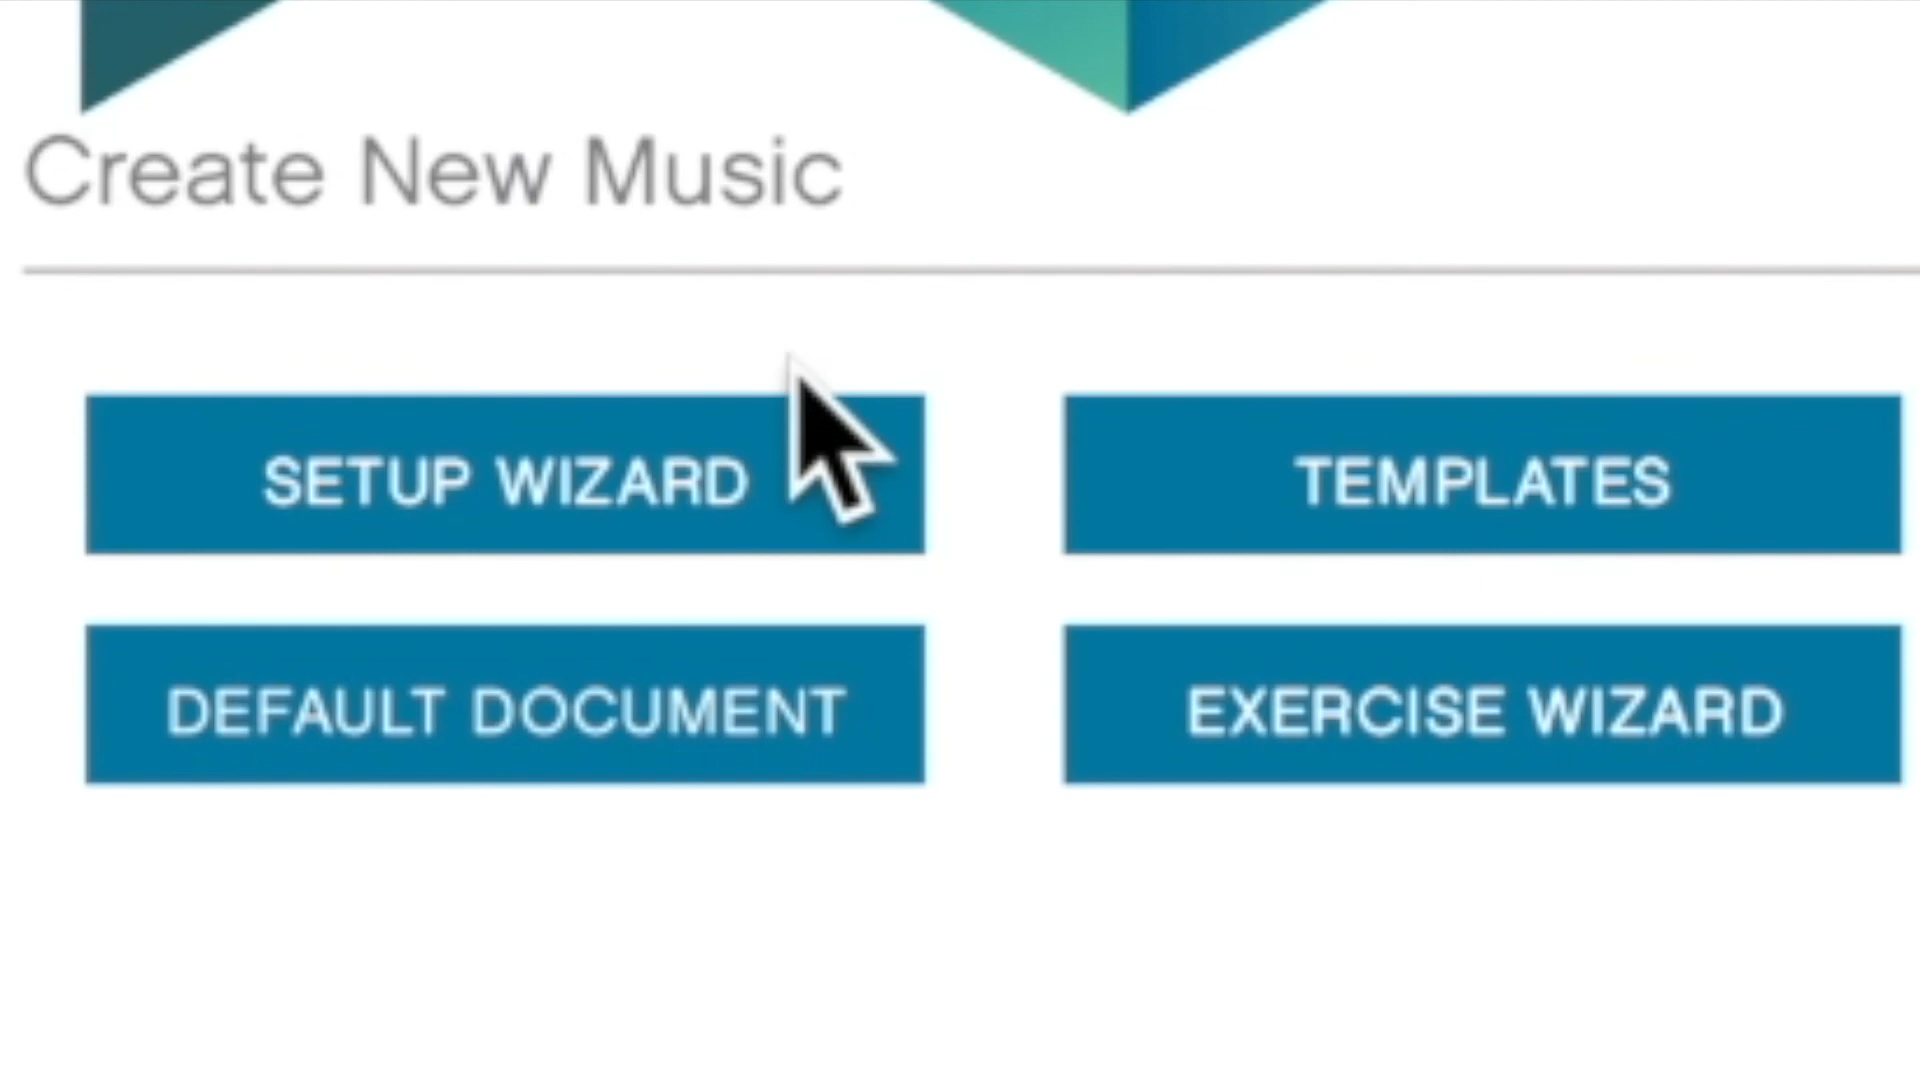 Create New Music
SETUP WIZARD
TEMPLATES
DEFAULT DOCUMENT
EXERCISE WIZARD